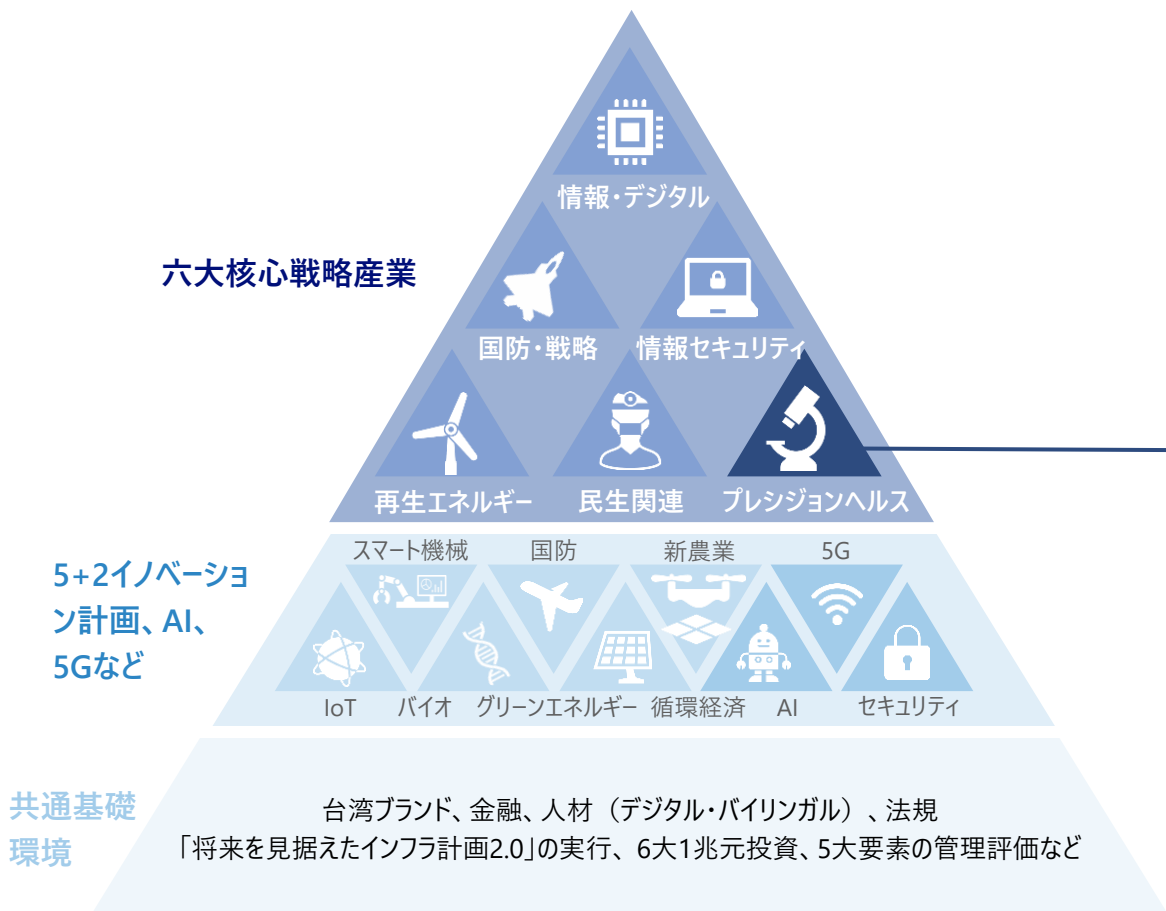 情報・デジタル
六大核心戦略産業
国防・戦略
情報セキュリティ
再生エネルギー
民生関連
プレシジョンヘルス
5+2イノベーショ
ン計画、AI、
5Gなど
スマート機械
国防
新農業
5G
IoT
バイオ
グリーンエネルギー
循環経済
AI
セキュリティ
共通基礎
環境
台湾ブランド、金融、人材（デジタル・バイリンガル）、法規
「将来を見据えたインフラ計画2.0」の実行、6大1兆元投資、5大要素の管理評価など